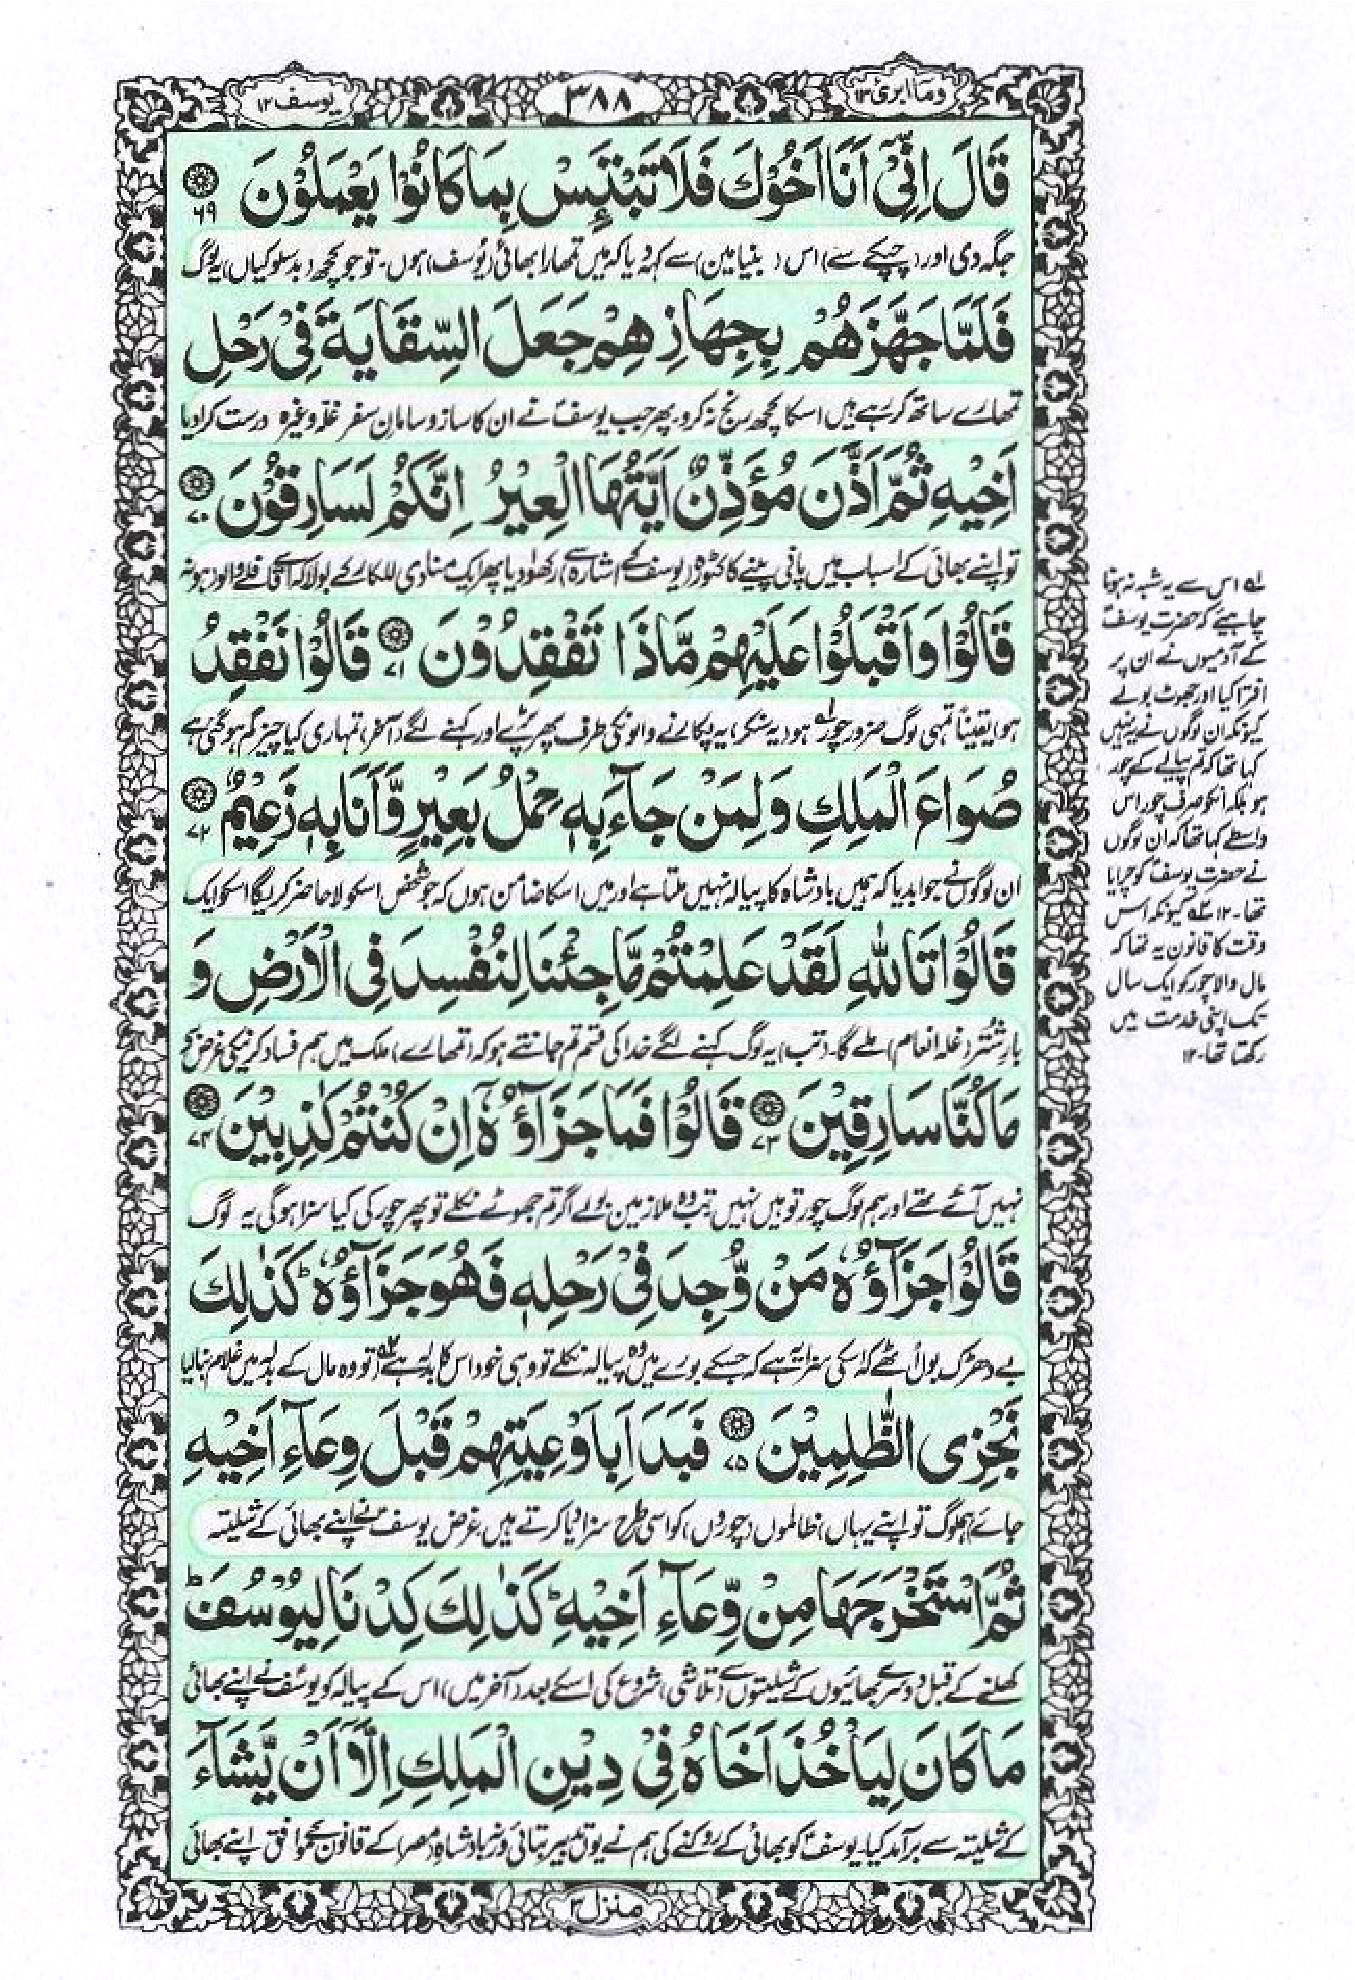 وما ابرئ ۱۳
۳۸۸
يوسف ۱۲
قَالَ اِنِّیْۤ اَنَا اَخُوْكَ فَلَا تَبْتَىِٕسْ بِمَا كَانُوْا یَعْمَلُوْنَ ۶۹
جگہ دی اور (چپکے سے) اس (بنیامین) سے کہہ دیا کہ میں تمھارا بھائی (یوسف) ہوں۔ تو جو کچھ (بدسلوکیاں) یہ لوگ
فَلَمَّا جَهَّزَهُمْ بِجِهَازِهِمْ جَعَلَ السِّقَایَةَ فِیْ رَحْلِ
تمھارے ساتھ کر رہے ہیں اسکا کچھ رنج نہ کرو۔ پھر جب یوسفؑ نے ان کا ساز و سامان سفر غلہ وغیرہ درست کرا دیا
اَخِیْهِ ثُمَّ اَذَّنَ مُؤَذِّنٌ اَیَّتُهَا الْعِیْرُ اِنَّكُمْ لَسَارِقُوْنَ ۷۰
تو اپنے بھائی کے اسباب میں پانی پینے کا کٹورہ (یوسف کے اشارہ سے) رکھوا دیا پھر ایک منادی للکار کے بولا کہ اے قافلے والو (ہو نہ
قَالُوْا وَاَقْبَلُوْا عَلَیْهِمْ مَّاذَا تَفْقِدُوْنَ ۷۱ قَالُوْا نَفْقِدُ
ہو) یقیناً تمہی لوگ ضرور چور ہو (یہ سنکر) یہ پکارنے والونکی طرف پھر پڑے اور کہنے لگے (آخر) تمہاری کیا چیز گم ہوگئی ہے
صُوَاعَ الْمَلِكِ وَلِمَنْ جَآءَ بِهٖ حِمْلُ بَعِیْرٍ وَّاَنَا بِهٖ زَعِیْمٌ ۷۲
ان لوگوں نے جواب دیا کہ ہمیں بادشاہ کا پیالہ نہیں ملتا ہے اور میں اسکا ضامن ہوں کہ جو شخص اسکو لا حاضر کریگا اسکو ایک
قَالُوْا تَاللّٰهِ لَقَدْ عَلِمْتُمْ مَّا جِئْنَا لِنُفْسِدَ فِی الْاَرْضِ وَ
بار شتر (غلہ انعام) ملے گا۔ (تب) یہ لوگ کہنے لگے خدا کی قسم تم جانتے ہو کہ (تمھارے) ملک میں ہم فساد کرنیکی غرض سے
مَا كُنَّا سَارِقِیْنَ ۷۳ قَالُوْا فَمَا جَزَآؤُهٗۤ اِنْ كُنْتُمْ كٰذِبِیْنَ ۷۴
نہیں آئے تھے اور ہم لوگ چور تو ہیں نہیں تب وہ ملازمین بولے اگر تم جھوٹے نکلے تو پھر چور کی کیا سزا ہوگی یہ لوگ
قَالُوْا جَزَآؤُهٗ مَنْ وُّجِدَ فِیْ رَحْلِهٖ فَهُوَ جَزَآؤُهٗ ؕ كَذٰلِكَ
بے دھڑک بول اٹھے کہ اسکی سزا یہ ہے کہ جسکے بورے میں وہ پیالہ نکلے تو وہی خود اس کا بدلہ ہے (تو وہ مال کے بدلہ میں غلام بنا لیا
نَجْزِی الظّٰلِمِیْنَ ۷۵ فَبَدَاَ بِاَوْعِیَتِهِمْ قَبْلَ وِعَآءِ اَخِیْهِ
جائے) ہم لوگ تو اپنے یہاں ظالموں (چوروں) کو اسی طرح سزا دیا کرتے ہیں غرض یوسفؑ نے اپنے بھائی کے شلیتہ
ثُمَّ اسْتَخْرَجَهَا مِنْ وِّعَآءِ اَخِیْهِ ؕ كَذٰلِكَ كِدْنَا لِیُوْسُفَ ؕ
کھلنے کے قبل دوسرے بھائیوں کے شلیتوں سے (تلاشی) شروع کی اسکے بعد (آخر میں) اس کے پیالہ کو یوسفؑ نے اپنے بھائی
مَا كَانَ لِیَاْخُذَ اَخَاهُ فِیْ دِیْنِ الْمَلِكِ اِلَّاۤ اَنْ یَّشَآءَ
کے شلیتہ سے برآمد کیا۔ یوسفؑ کو بھائی کے روکنے کی ہم نے یوں تدبیر بتائی ورنہ بادشاہ مصر کے قانون کے موافق اپنے بھائی
منزل ۳
لہ اس سے یہ شبہ نہ ہونا
چاہیئے کہ حضرت یوسفؑ
کے آدمیوں نے ان پر
افترا کیا اور جھوٹ بولے
کیونکہ ان لوگوں نے یہ نہیں
کہا تھا کہ تم پیالے کے چور
ہو بلکہ انکو صرف چور اس
واسطے کہا تھا کہ ان لوگوں
نے حضرت یوسفؑ کو چرایا
تھا۔ ۱۲ ۲ کیونکہ اس
وقت کا قانون یہ تھا کہ
مال والا چور کو ایک سال
تک اپنی خدمت میں
رکھتا تھا۔ ۱۲